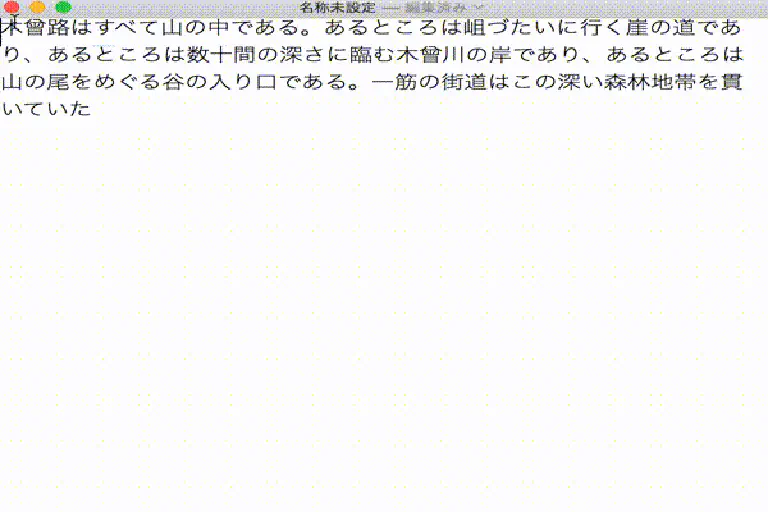 名称未設定 — 編集済み
木曾路はすべて山の中である。あるところは岨づたいに行く崖の道であ
り、あるところは数十間の深さに臨む木曾川の岸であり、あるところは
山の尾をめぐる谷の入り口である。一筋の街道はこの深い森林地帯を貫
いていた